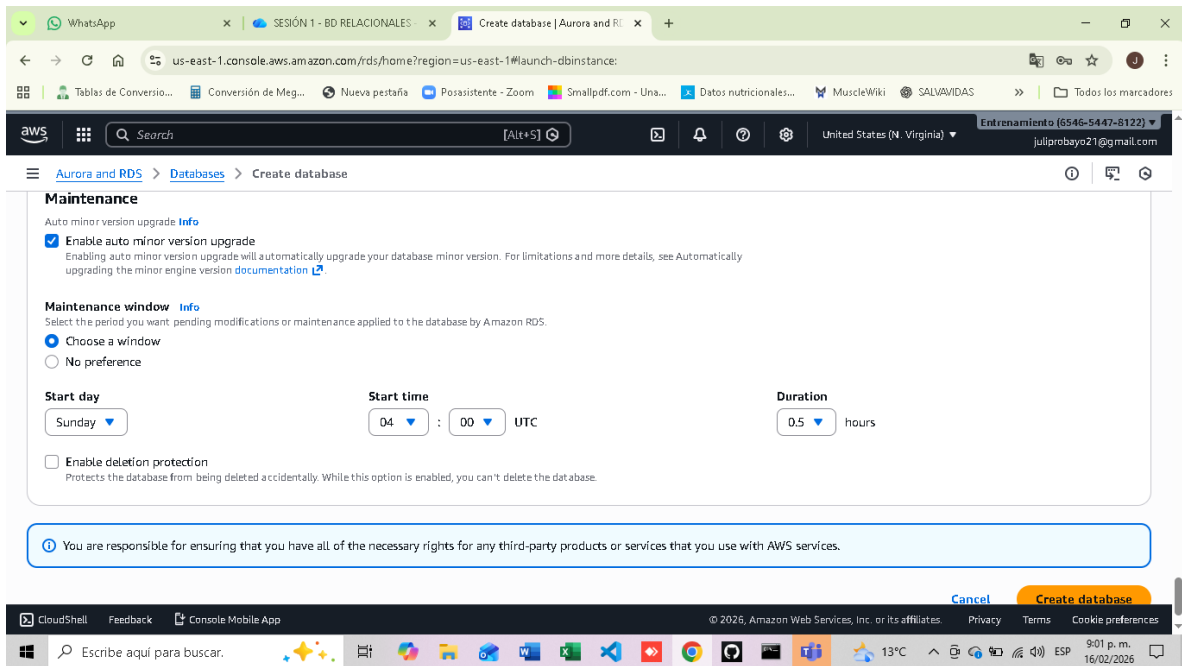 WhatsApp
SESIÓN 1 - BD RELACIONALES -
Create database | Aurora and RD
us-east-1.console.aws.amazon.com/rds/home?region=us-east-1#launch-dbinstance:
J
Tablas de Conversio...
Conversión de Meg...
Nueva pestaña
Posasistente - Zoom
Smallpdf.com - Una...
Datos nutricionales...
MuscleWiki
SALVAVIDAS
»
Todos los marcadores
aws
Search
[Alt+S]
United States (N. Virginia)
Entrenamiento (6546-5447-8122)
juliprobayo21@gmail.com
Aurora and RDS > Databases > Create database
Maintenance
Auto minor version upgrade Info
Enable auto minor version upgrade
Enabling auto minor version upgrade will automatically upgrade your database minor version. For limitations and more details, see Automatically
upgrading the minor engine version documentation.
Maintenance window Info
Select the period you want pending modifications or maintenance applied to the database by Amazon RDS.
Choose a window
No preference
Start day Start time Duration
Sunday 04 : 00 UTC 0.5 hours
Enable deletion protection
Protects the database from being deleted accidentally. While this option is enabled, you can't delete the database.
You are responsible for ensuring that you have all of the necessary rights for any third-party products or services that you use with AWS services.
Cancel Create database
CloudShell Feedback Console Mobile App © 2026, Amazon Web Services, Inc. or its affiliates. Privacy Terms Cookie preferences
Escribe aquí para buscar.
13°C
ESP
9:01 p. m.
16/02/2026